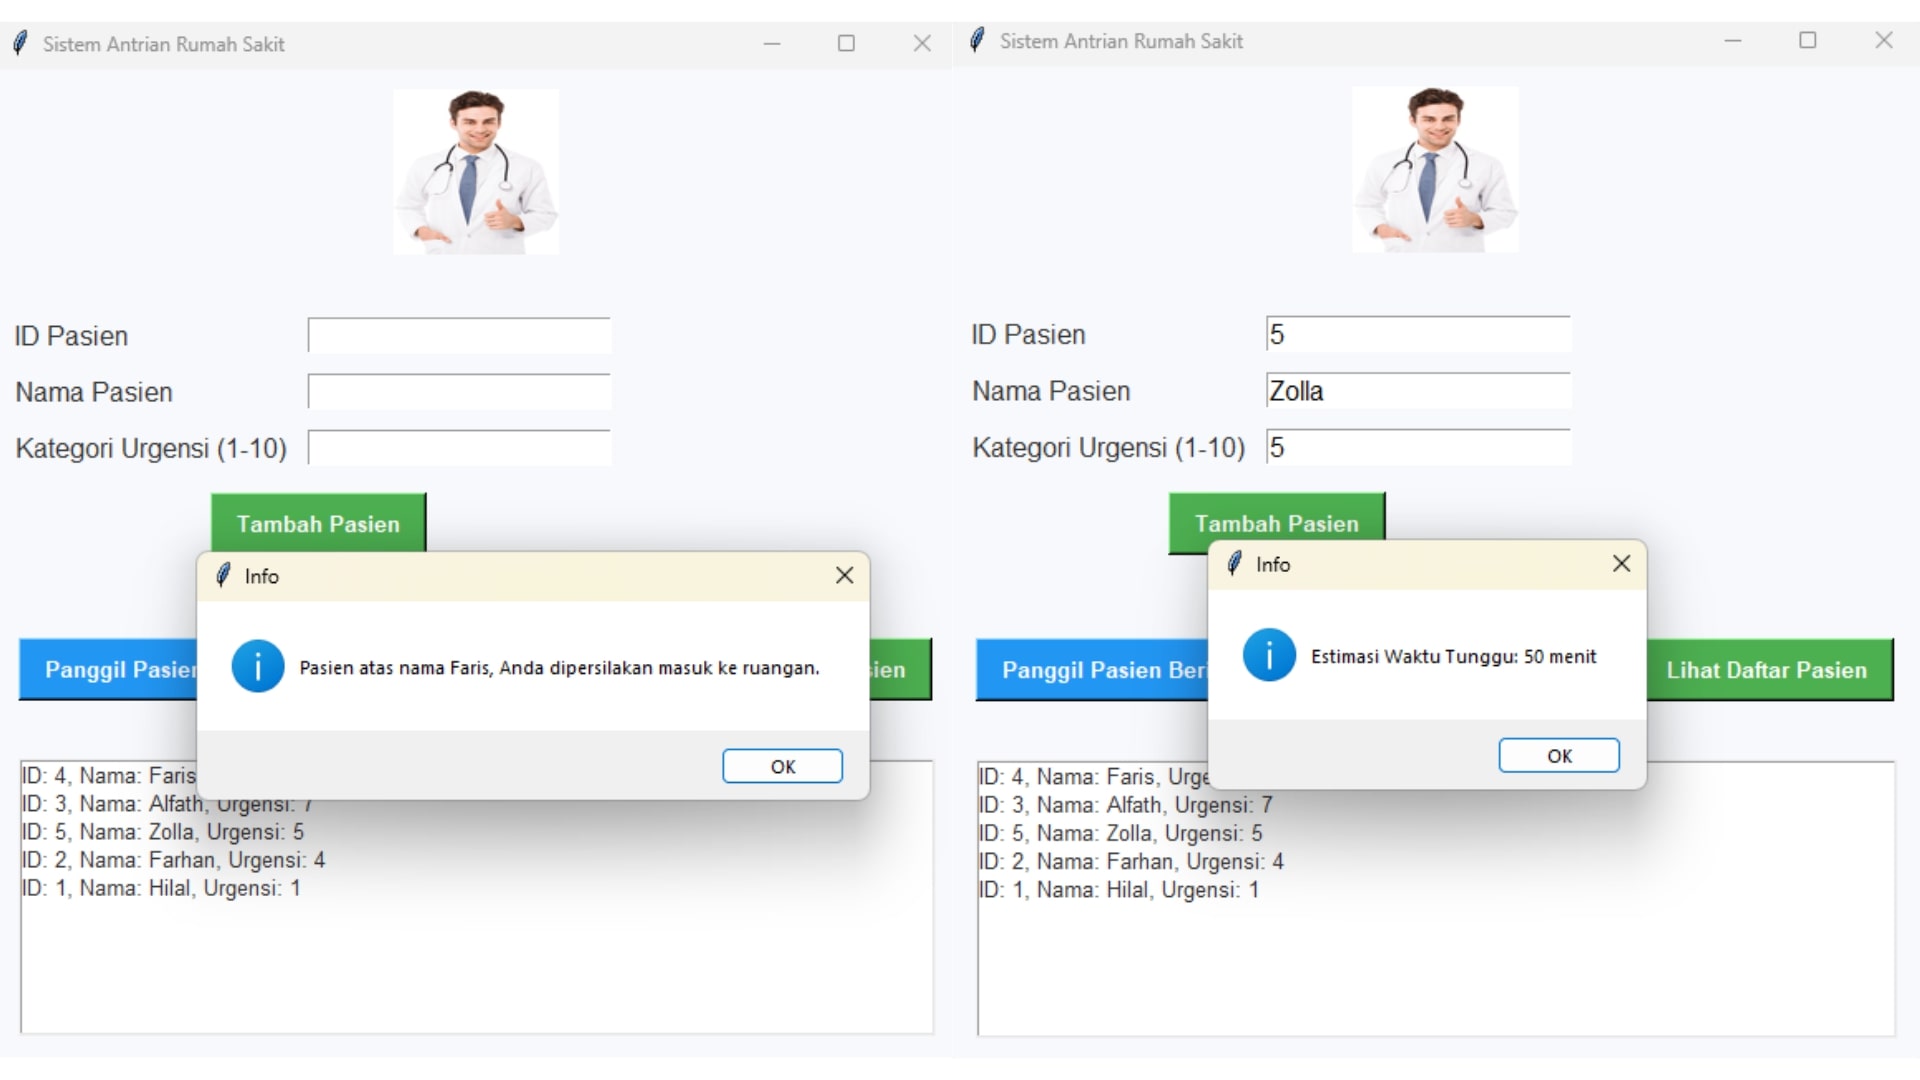 Sistem Antrian Rumah Sakit
ID Pasien
Nama Pasien
Kategori Urgensi (1-10)
Tambah Pasien
Info
Pasien atas nama Faris, Anda dipersilakan masuk ke ruangan.
OK
Panggil Pasien
ID: 4, Nama: Faris
ID: 3, Nama: Alfath, Urgensi: 7
ID: 5, Nama: Zolla, Urgensi: 5
ID: 2, Nama: Farhan, Urgensi: 4
ID: 1, Nama: Hilal, Urgensi: 1
Sistem Antrian Rumah Sakit
ID Pasien 5
Nama Pasien Zolla
Kategori Urgensi (1-10) 5
Tambah Pasien
Info
Estimasi Waktu Tunggu: 50 menit
OK
Panggil Pasien Beri
Lihat Daftar Pasien
ID: 4, Nama: Faris, Urge
ID: 3, Nama: Alfath, Urgensi: 7
ID: 5, Nama: Zolla, Urgensi: 5
ID: 2, Nama: Farhan, Urgensi: 4
ID: 1, Nama: Hilal, Urgensi: 1